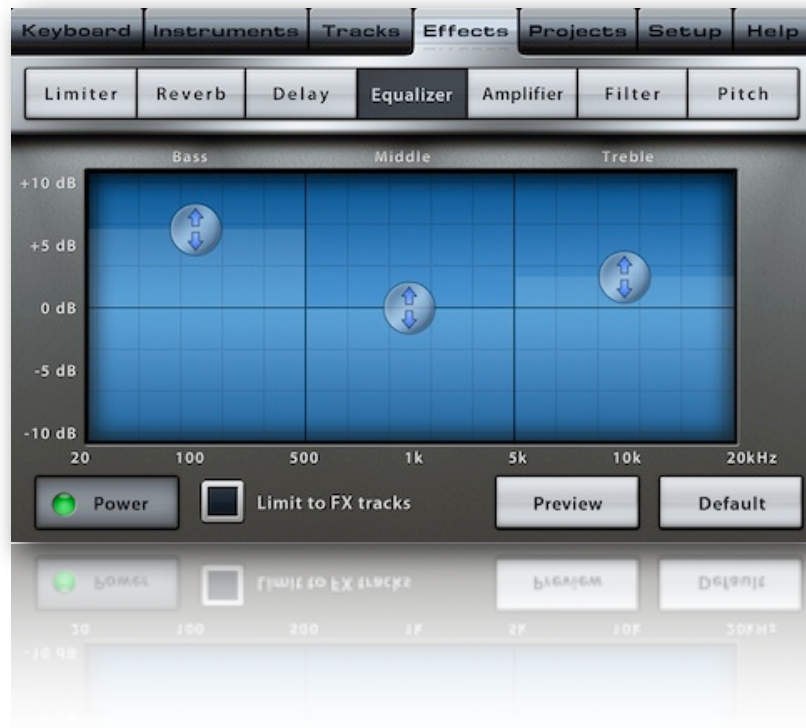 Keyboard Instruments Tracks Effects Projects Setup Help
Limiter Reverb Delay Equalizer Amplifier Filter Pitch
Bass Middle Treble
+10 dB
+5 dB
0 dB
-5 dB
-10 dB
20 100 500 1k 5k 10k 20kHz
Power Limit to FX tracks Preview Default